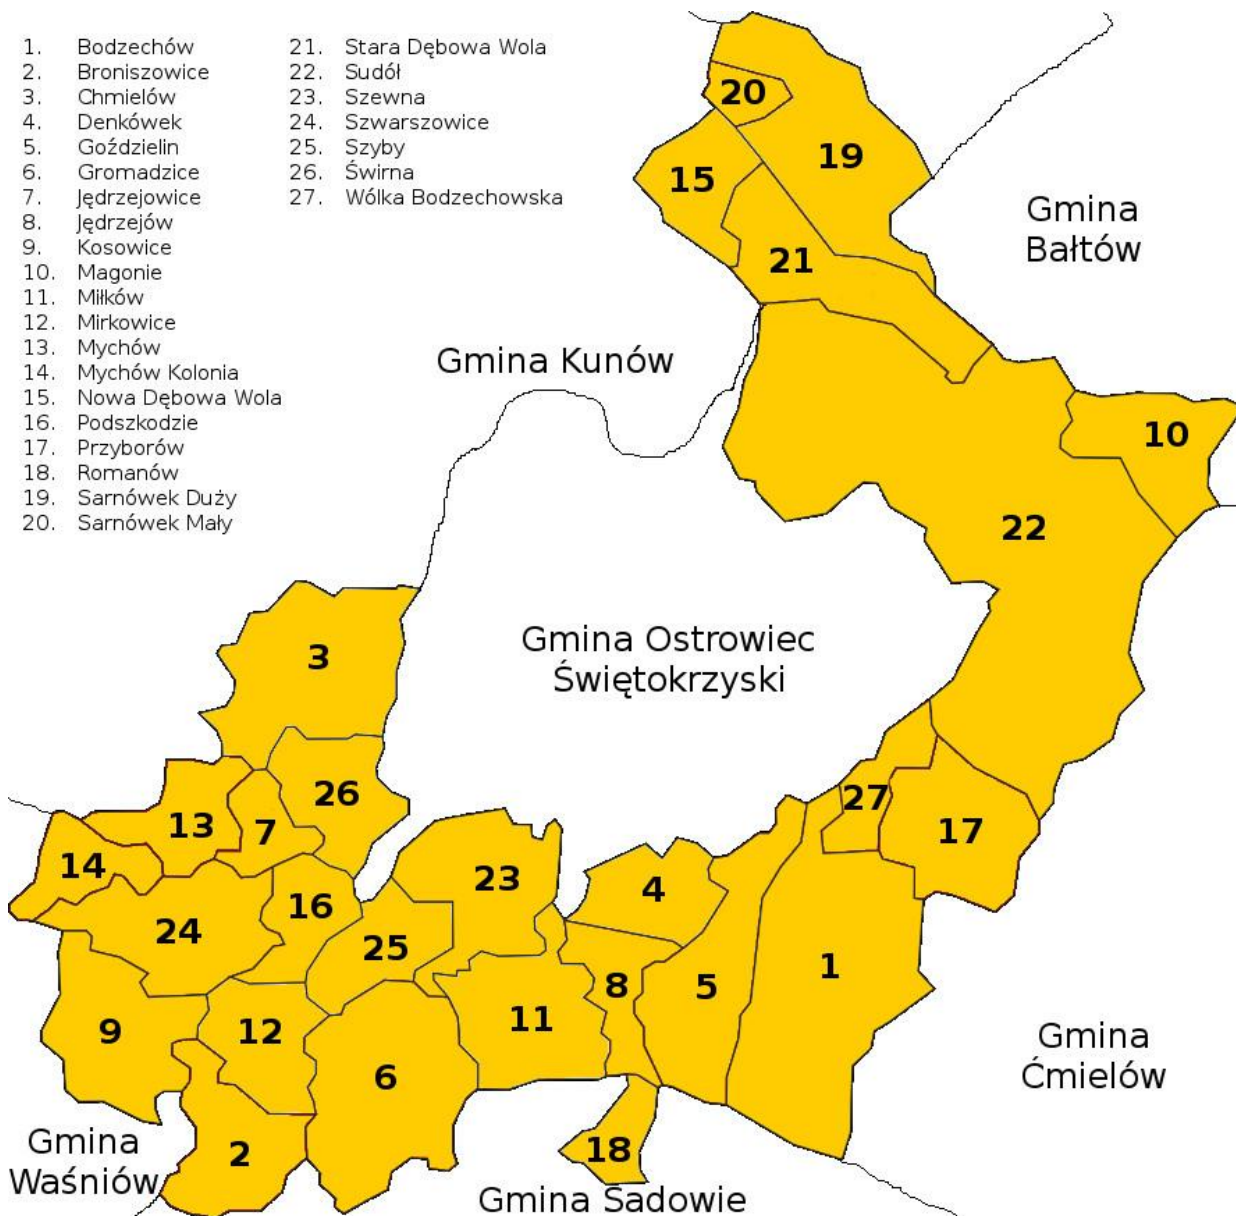 1. Bodzechów
2. Broniszowice
3. Chmielów
4. Denkówek
5. Goździelin
6. Gromadzice
7. Jędrzejowice
8. Jędrzejów
9. Kosowice
10. Magonie
11. Miłków
12. Mirkowice
13. Mychów
14. Mychów Kolonia
15. Nowa Dębowa Wola
16. Podszkodzie
17. Przyborów
18. Romanów
19. Sarnówek Duży
20. Sarnówek Mały
21. Stara Dębowa Wola
22. Sudół
23. Szewna
24. Szwarszowice
25. Szyby
26. Świrna
27. Wólka Bodzechowska
20
19
15
Gmina
Bałtów
21
Gmina Kunów
10
22
Gmina Ostrowiec
Świętokrzyski
3
26
27
13
7
17
14
23
4
16
24
25
1
8
5
9
12
11
Gmina
Ćmielów
6
Gmina
Waśniów
2
18
Gmina Sadowie